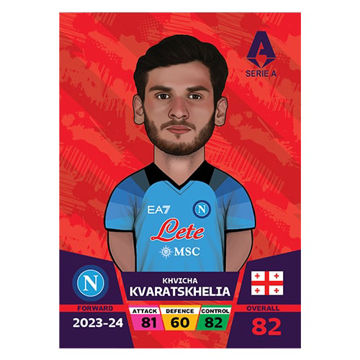 SERIE A
EA7
N
Lete
MSC
KHVICHA
KVARATSKHELIA
N
FORWARD
ATTACK DEFENCE CONTROL
OVERALL
2023-24
81 60 82
82